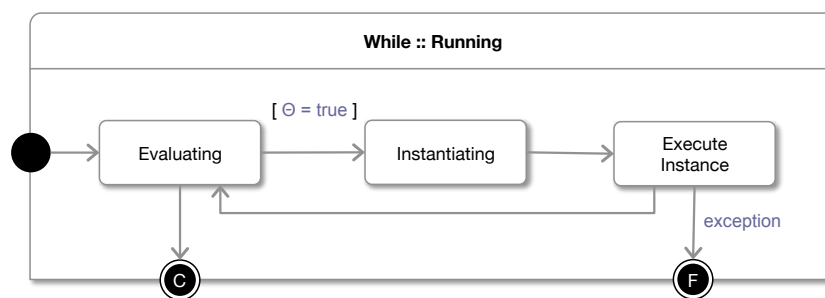 While :: Running
[ Θ = true ]
Evaluating
Instantiating
Execute
Instance
exception
C
F